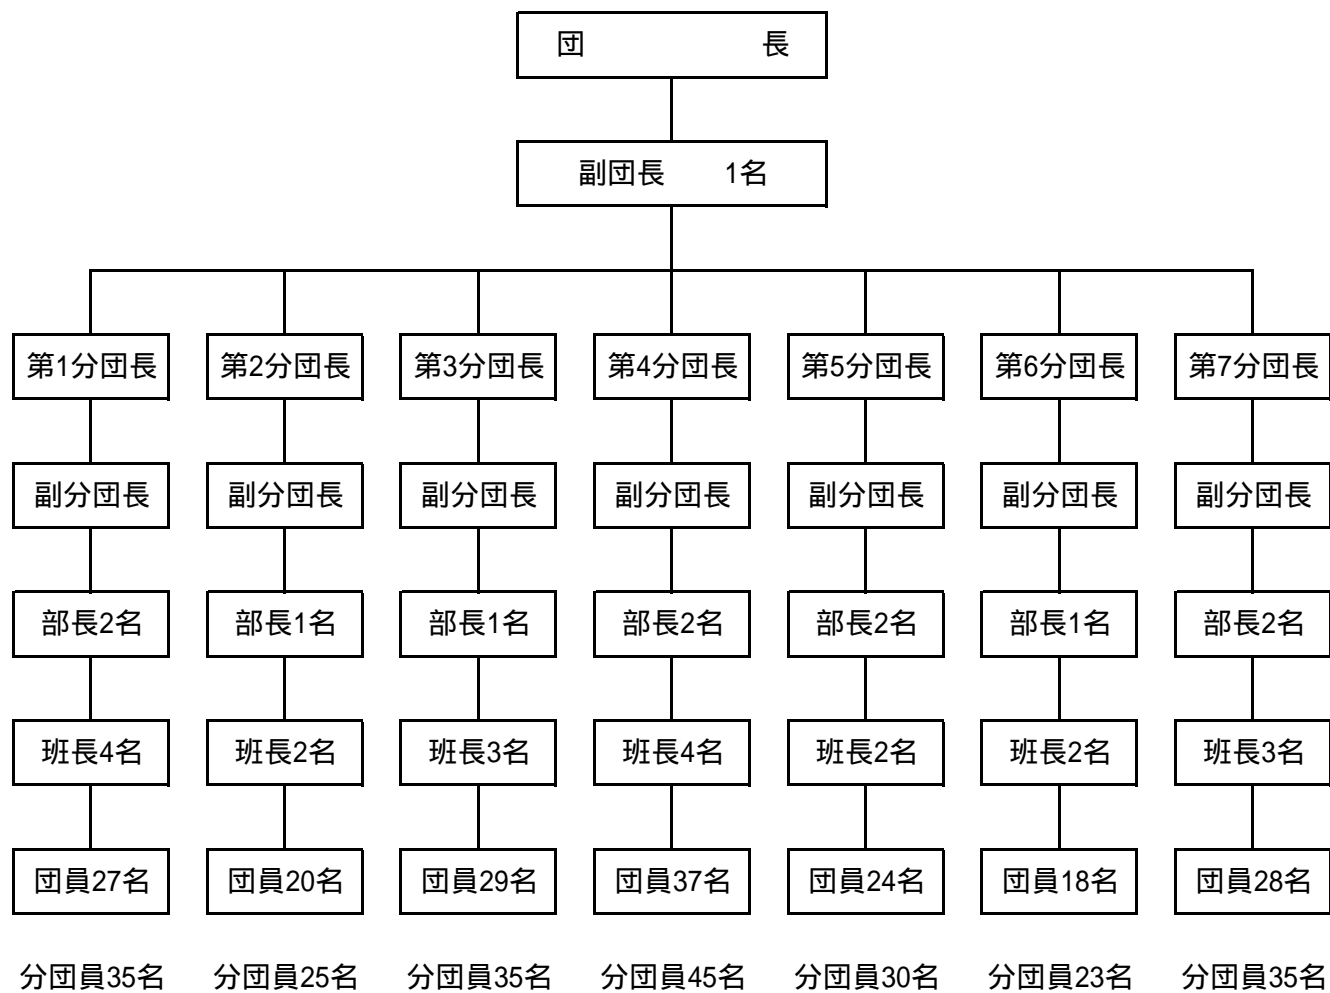 団 長
副団長 1名
第1分団長 第2分団長 第3分団長 第4分団長 第5分団長 第6分団長 第7分団長
副分団長 副分団長 副分団長 副分団長 副分団長 副分団長 副分団長
部長2名 部長1名 部長1名 部長2名 部長2名 部長1名 部長2名
班長4名 班長2名 班長3名 班長4名 班長2名 班長2名 班長3名
団員27名 団員20名 団員29名 団員37名 団員24名 団員18名 団員28名
分団員35名 分団員25名 分団員35名 分団員45名 分団員30名 分団員23名 分団員35名